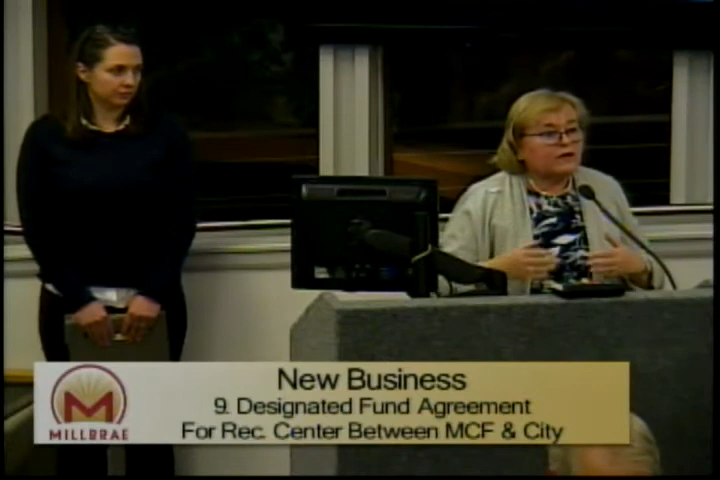 New Business
9. Designated Fund Agreement
For Rec. Center Between MCF & City
M
MILLBRAE